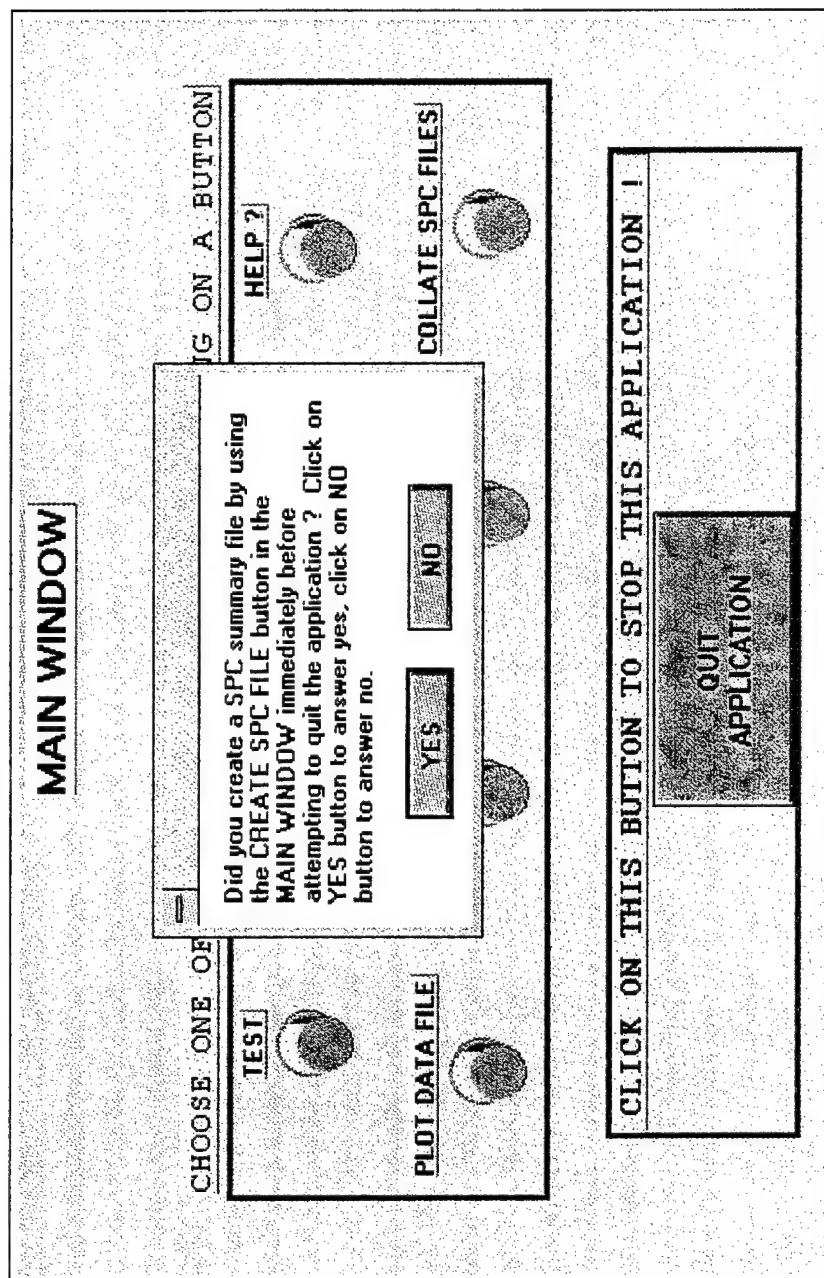 MAIN WINDOW
CHOOSE ONE OF
NG ON A BUTTON
TEST
HELP ?
PLOT DATA FILE
COLLATE SPC FILES
Did you create a SPC summary file by using
the CREATE SPC FILE button in the
MAIN WINDOW immediately before
attempting to quit the application ? Click on
YES button to answer yes, click on NO
button to answer no.
YES
NO
CLICK ON THIS BUTTON TO STOP THIS APPLICATION !
QUIT
APPLICATION